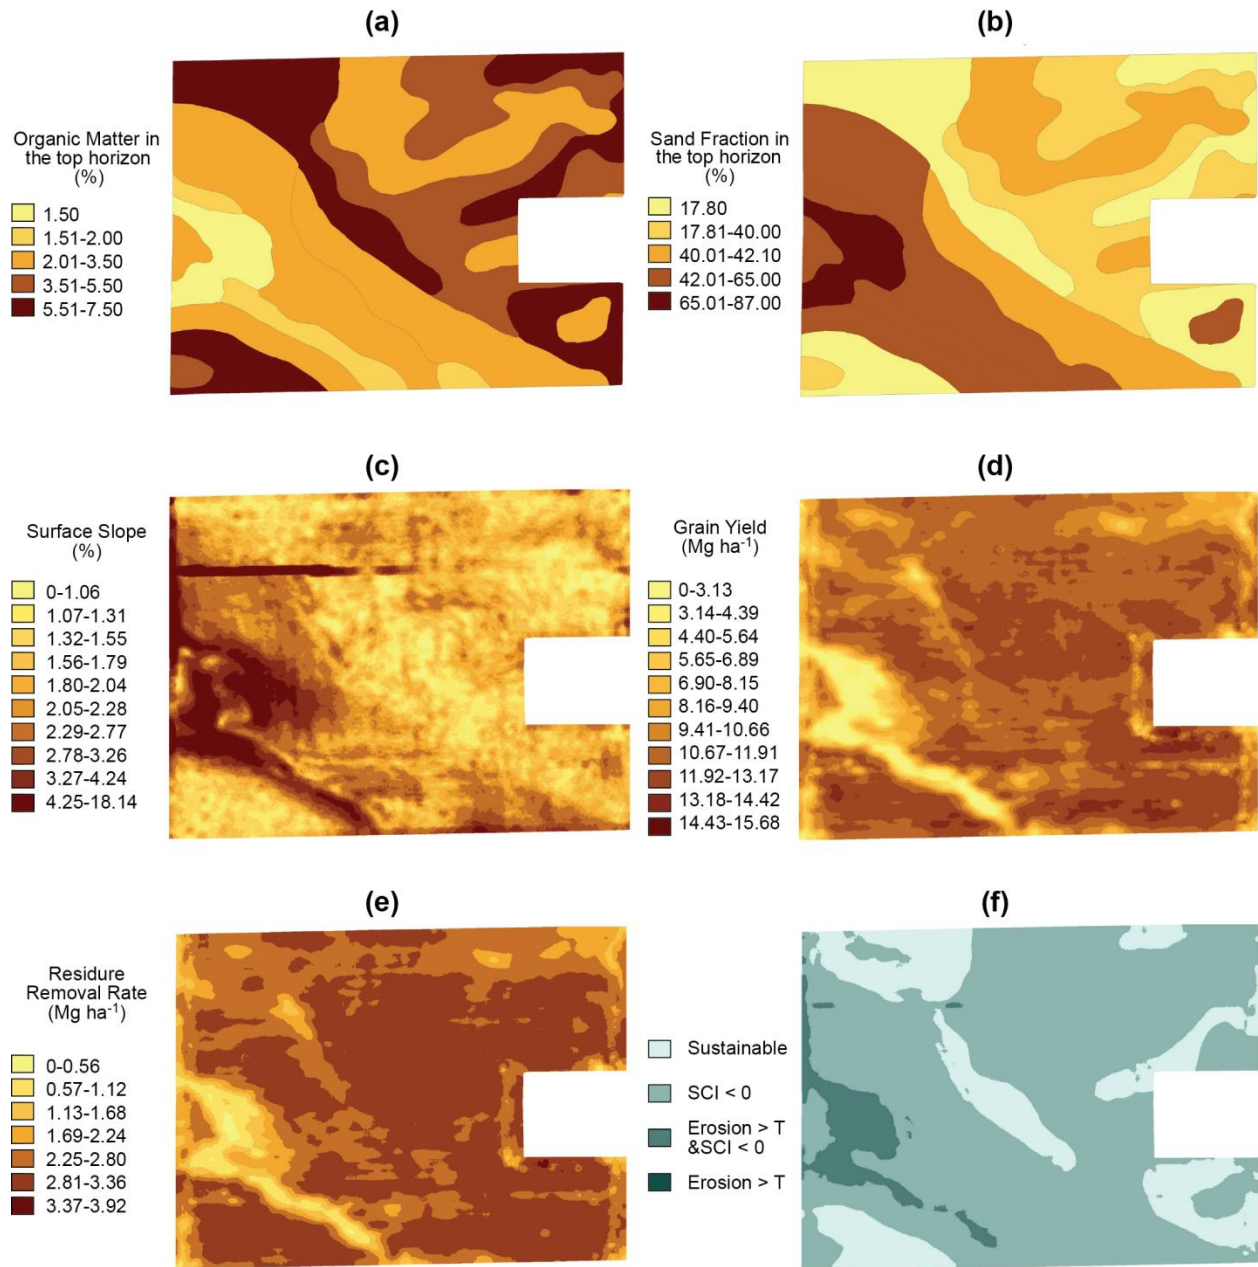 (a)
Organic Matter in
the top horizon
(%)
1.50
1.51-2.00
2.01-3.50
3.51-5.50
5.51-7.50
(b)
Sand Fraction in
the top horizon
(%)
17.80
17.81-40.00
40.01-42.10
42.01-65.00
65.01-87.00
(c)
Surface Slope
(%)
0-1.06
1.07-1.31
1.32-1.55
1.56-1.79
1.80-2.04
2.05-2.28
2.29-2.77
2.78-3.26
3.27-4.24
4.25-18.14
(d)
Grain Yield
(Mg ha⁻¹)
0-3.13
3.14-4.39
4.40-5.64
5.65-6.89
6.90-8.15
8.16-9.40
9.41-10.66
10.67-11.91
11.92-13.17
13.18-14.42
14.43-15.68
(e)
Residure
Removal Rate
(Mg ha⁻¹)
0-0.56
0.57-1.12
1.13-1.68
1.69-2.24
2.25-2.80
2.81-3.36
3.37-3.92
(f)
Sustainable
SCI < 0
Erosion > T
&SCI < 0
Erosion > T